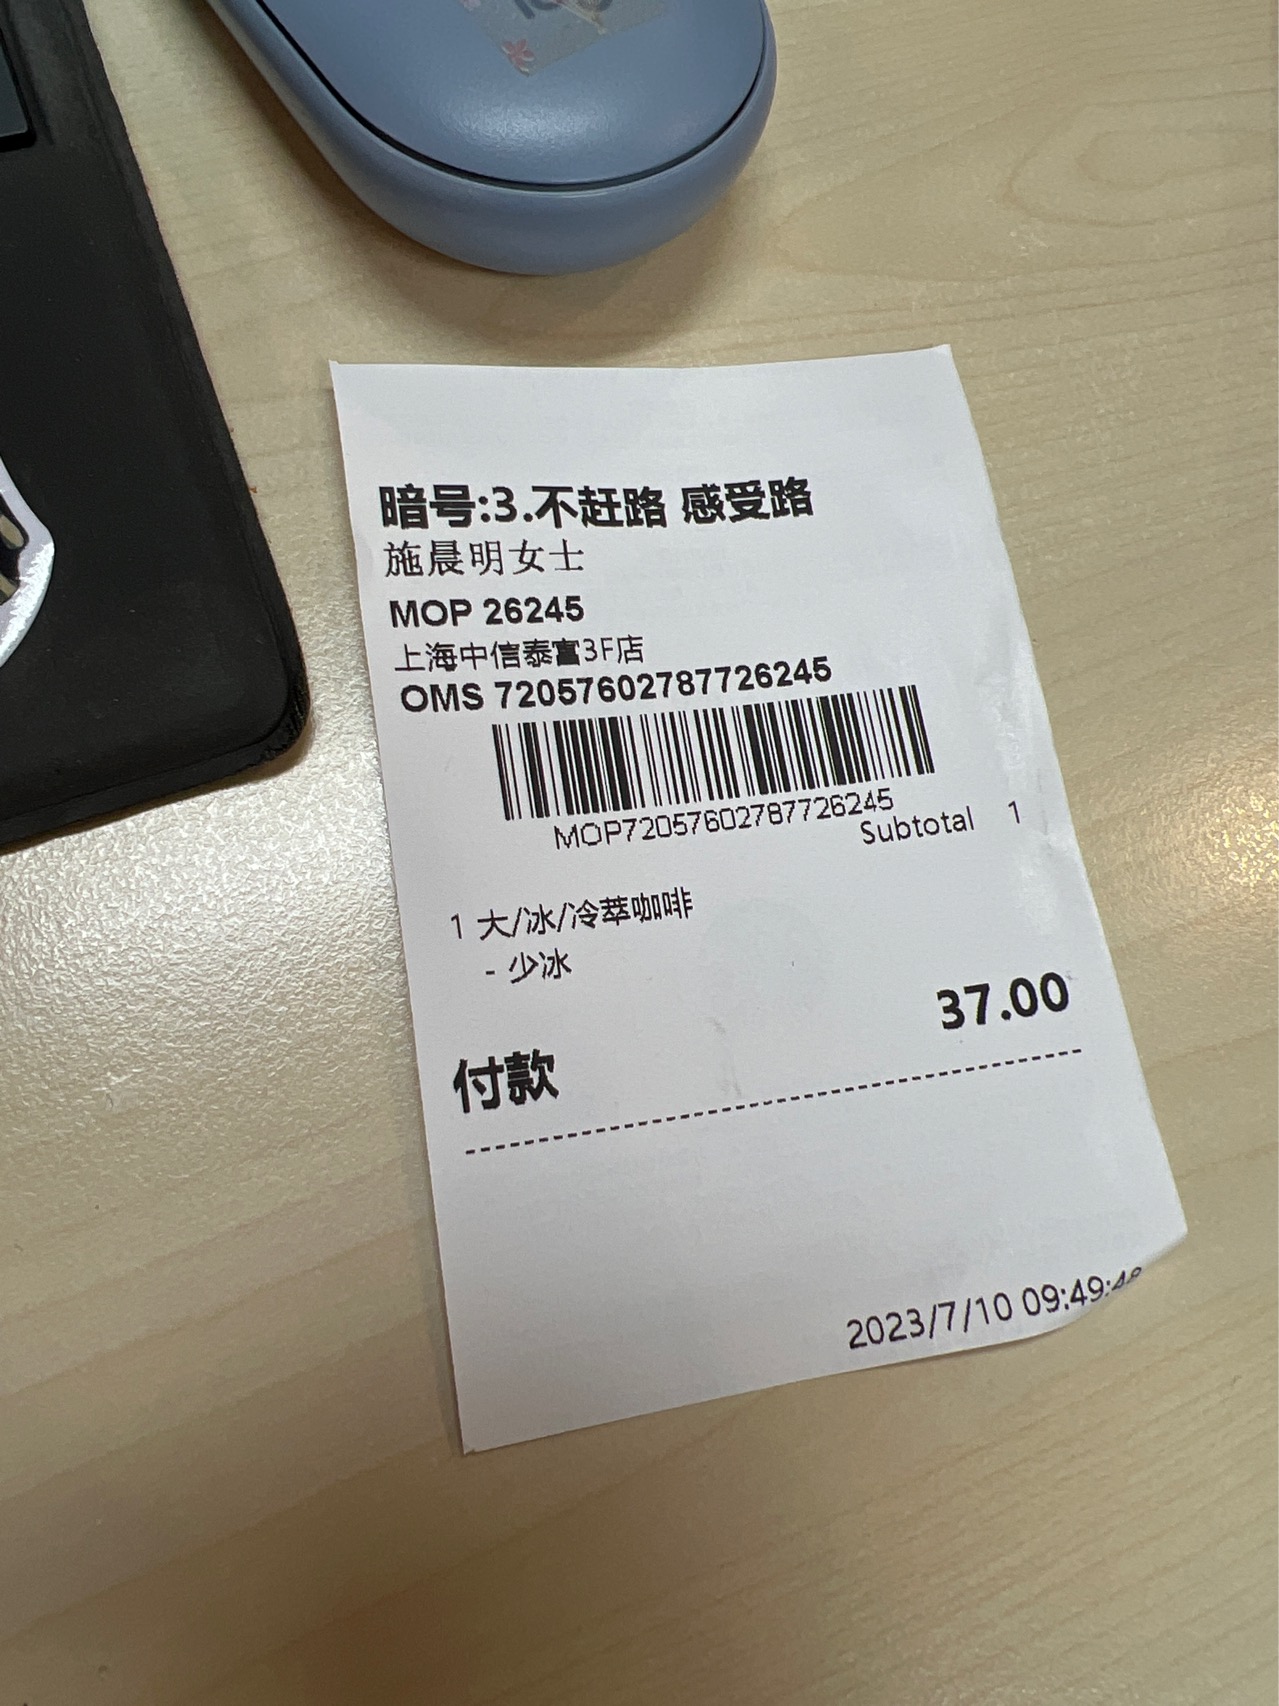 暗号:3.不赶路 感受路
施晨明女士
MOP 26245
上海中信泰富3F店
OMS 72057602787726245
MOP72057602787726245
Subtotal 1
1 大/冰/冷萃咖啡
- 少冰
37.00
付款
2023/7/10 09:49:48